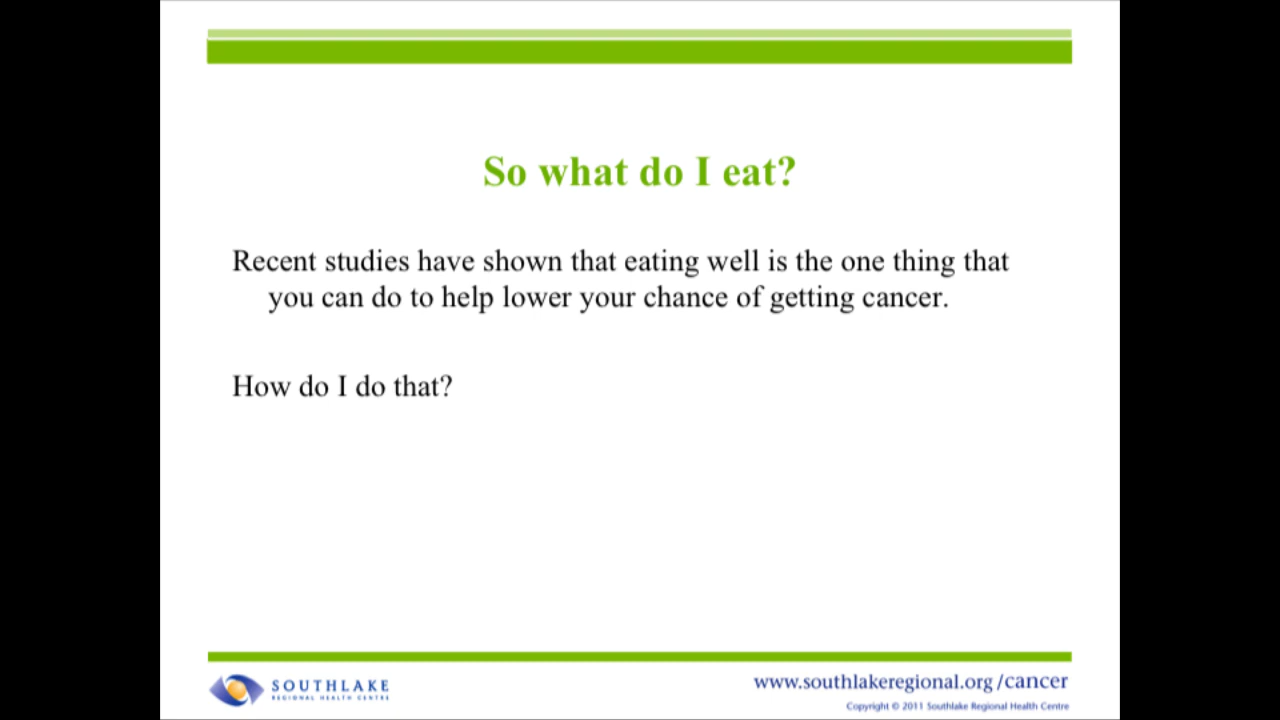 So what do I eat?
Recent studies have shown that eating well is the one thing that
you can do to help lower your chance of getting cancer.
How do I do that?
SOUTHLAKE
REGIONAL HEALTH CENTRE
www.southlakeregional.org/cancer
Copyright © 2011 Southlake Regional Health Centre